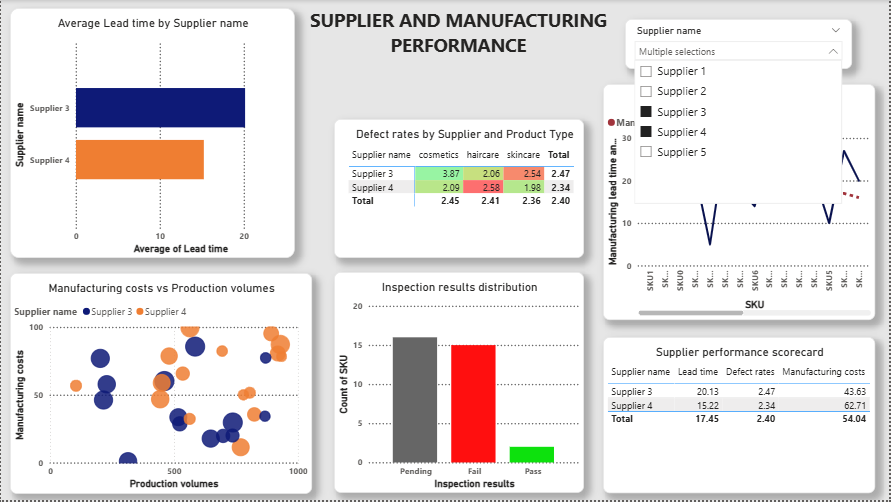 Average Lead time by Supplier name
Supplier name
Supplier 3
Supplier 4
0
10
20
Average of Lead time
SUPPLIER AND MANUFACTURING
PERFORMANCE
Supplier name
Multiple selections
Supplier 1
Supplier 2
Supplier 3
Supplier 4
Supplier 5
Defect rates by Supplier and Product Type
Supplier name cosmetics haircare skincare Total
Supplier 3 3.87 2.06 2.54 2.47
Supplier 4 2.09 2.58 1.98 2.34
Total 2.45 2.41 2.36 2.40
Man
Manufacturing lead time an...
30
20
10
0
SKU1
SK...
SKU0
SK...
SK...
SK...
SK...
SKU6
SK...
SK...
SK...
SK...
SKU5
SK...
SK...
SKU
Manufacturing costs vs Production volumes
Supplier name Supplier 3 Supplier 4
Manufacturing costs
100
50
0
0
500
1000
Production volumes
Inspection results distribution
Count of SKU
20
15
10
5
0
Pending
Fail
Pass
Inspection results
Supplier performance scorecard
Supplier name Lead time Defect rates Manufacturing costs
Supplier 3 20.13 2.47 43.63
Supplier 4 15.22 2.34 62.71
Total 17.45 2.40 54.04